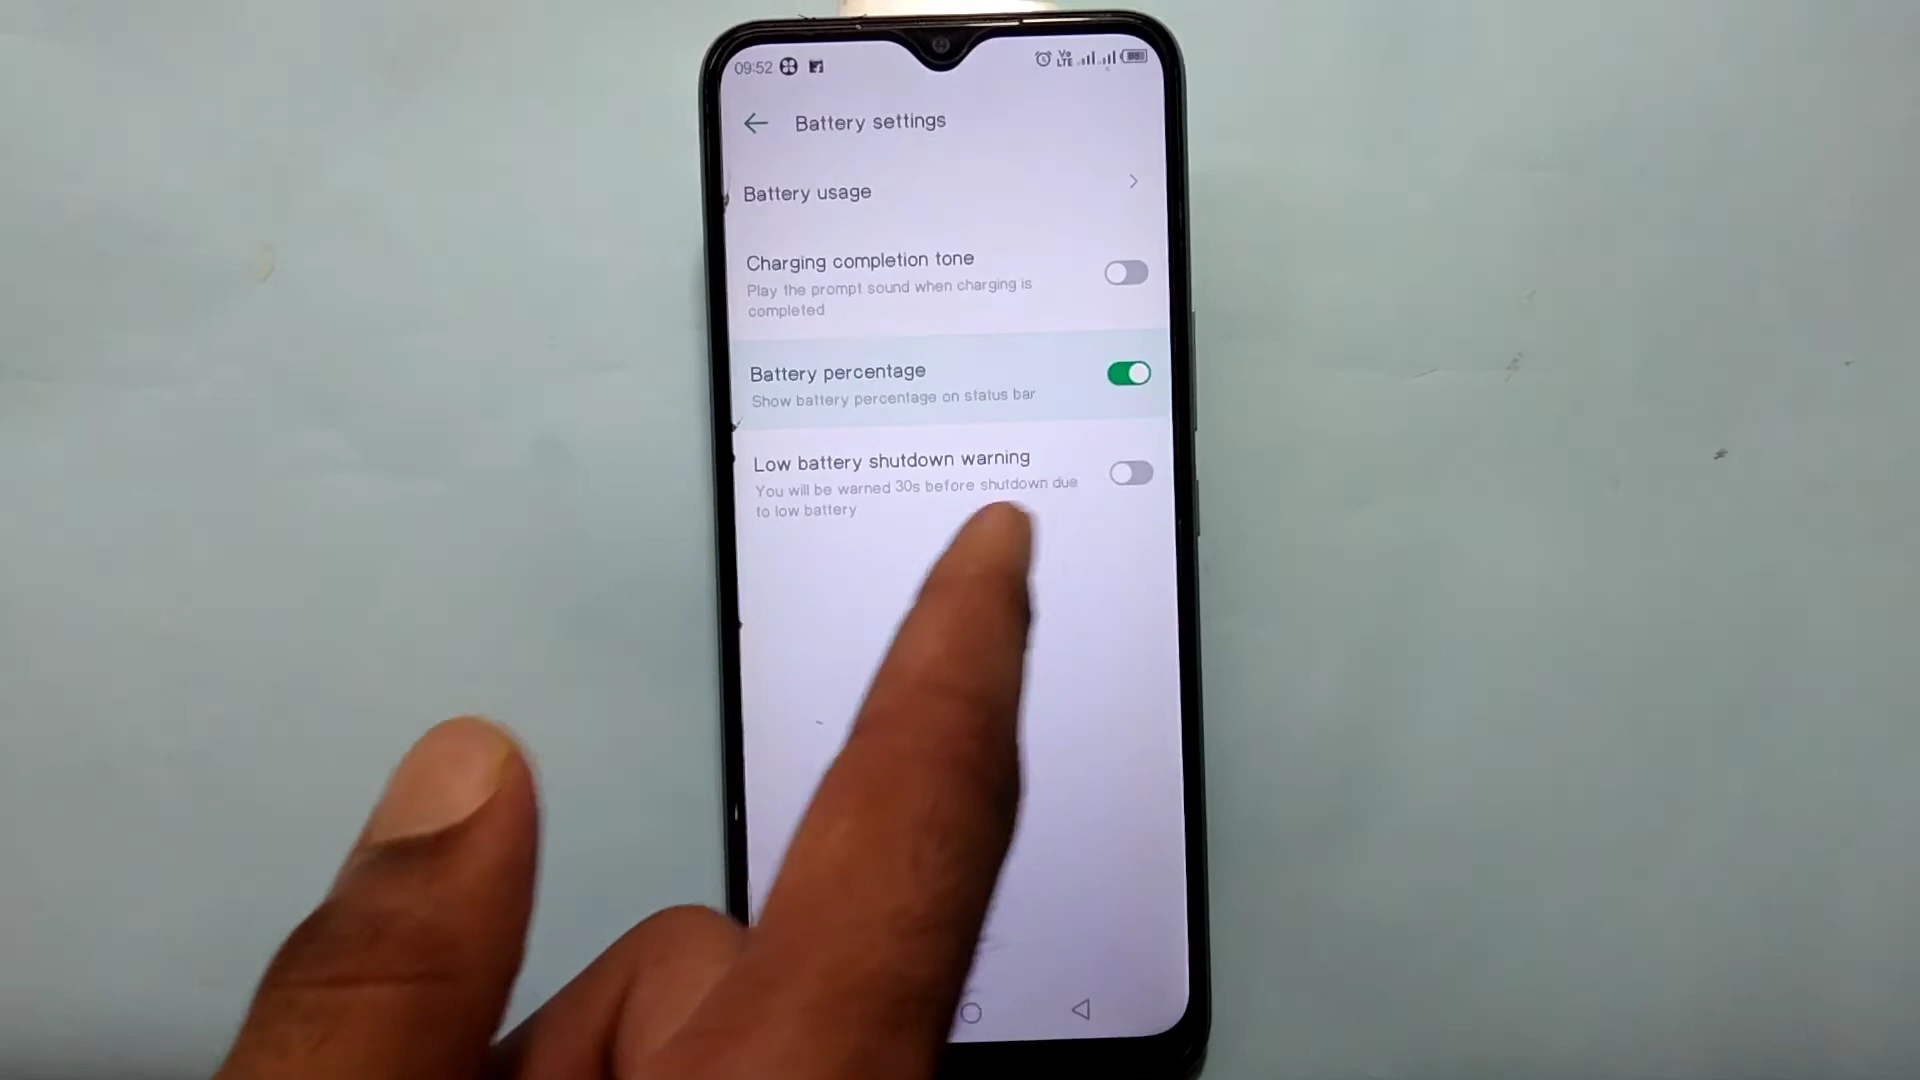 09:52
Vo
LTE
Battery settings
Battery usage
Charging completion tone
Play the prompt sound when charging is
completed
Battery percentage
Show battery percentage on status bar
Low battery shutdown warning
You will be warned 30s before shutdown due
to low battery